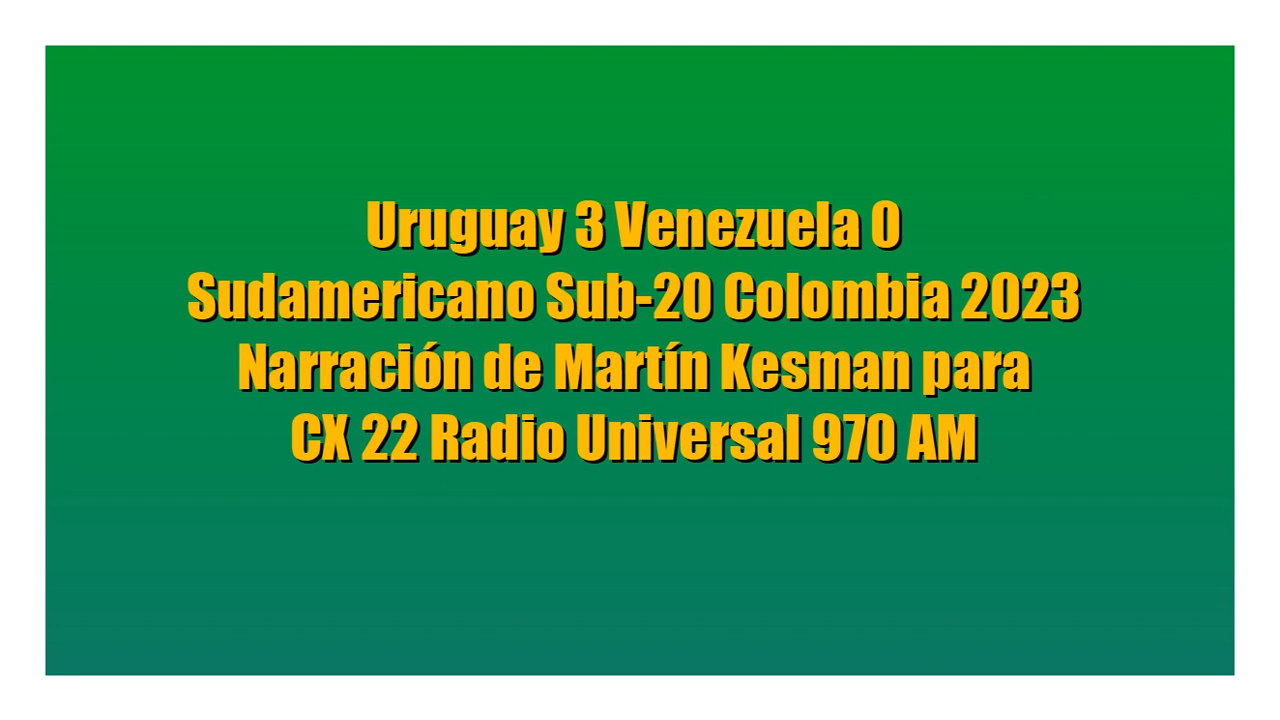 Uruguay 3 Venezuela 0
Sudamericano Sub-20 Colombia 2023
Narración de Martín Kesman para
CX 22 Radio Universal 970 AM